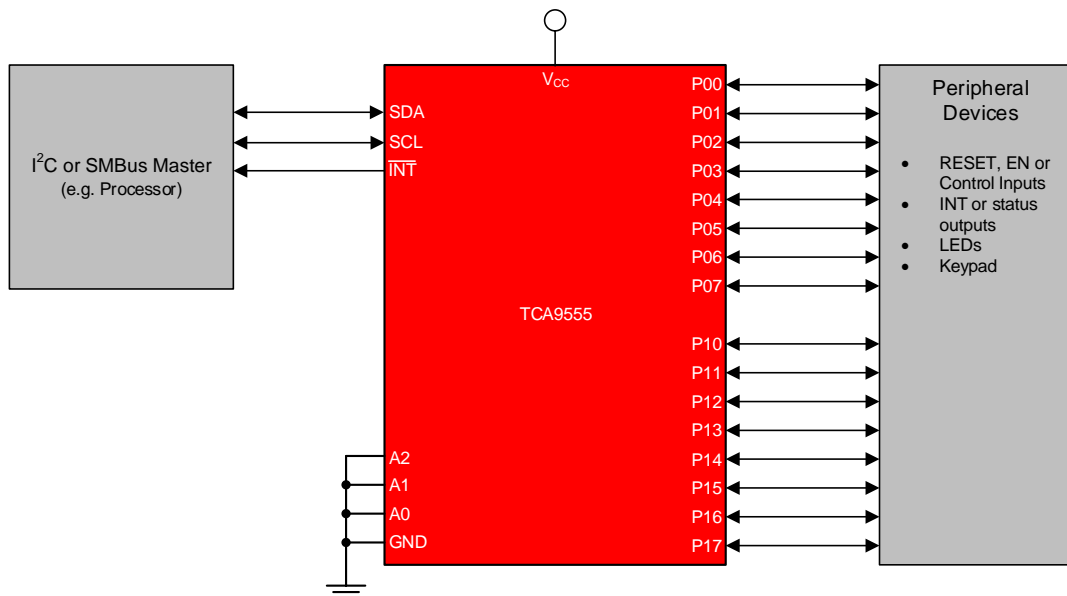 V_CC
I²C or SMBus Master
(e.g. Processor)
SDA
SCL
I̅N̅T̅
TCA9555
A2
A1
A0
GND
P00
P01
P02
P03
P04
P05
P06
P07
P10
P11
P12
P13
P14
P15
P16
P17
Peripheral
Devices
• RESET, EN or
Control Inputs
• INT or status
outputs
• LEDs
• Keypad